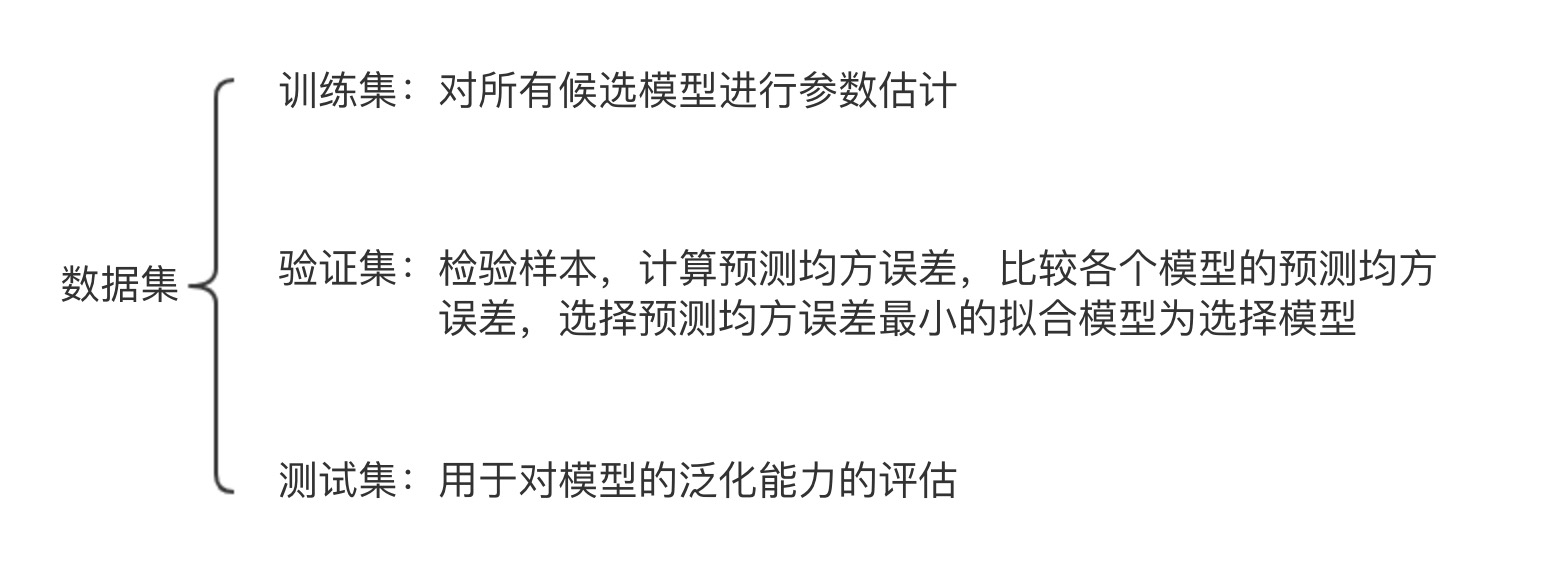 训练集：对所有候选模型进行参数估计
数据集
验证集：检验样本，计算预测均方误差，比较各个模型的预测均方
误差，选择预测均方误差最小的拟合模型为选择模型
测试集：用于对模型的泛化能力的评估